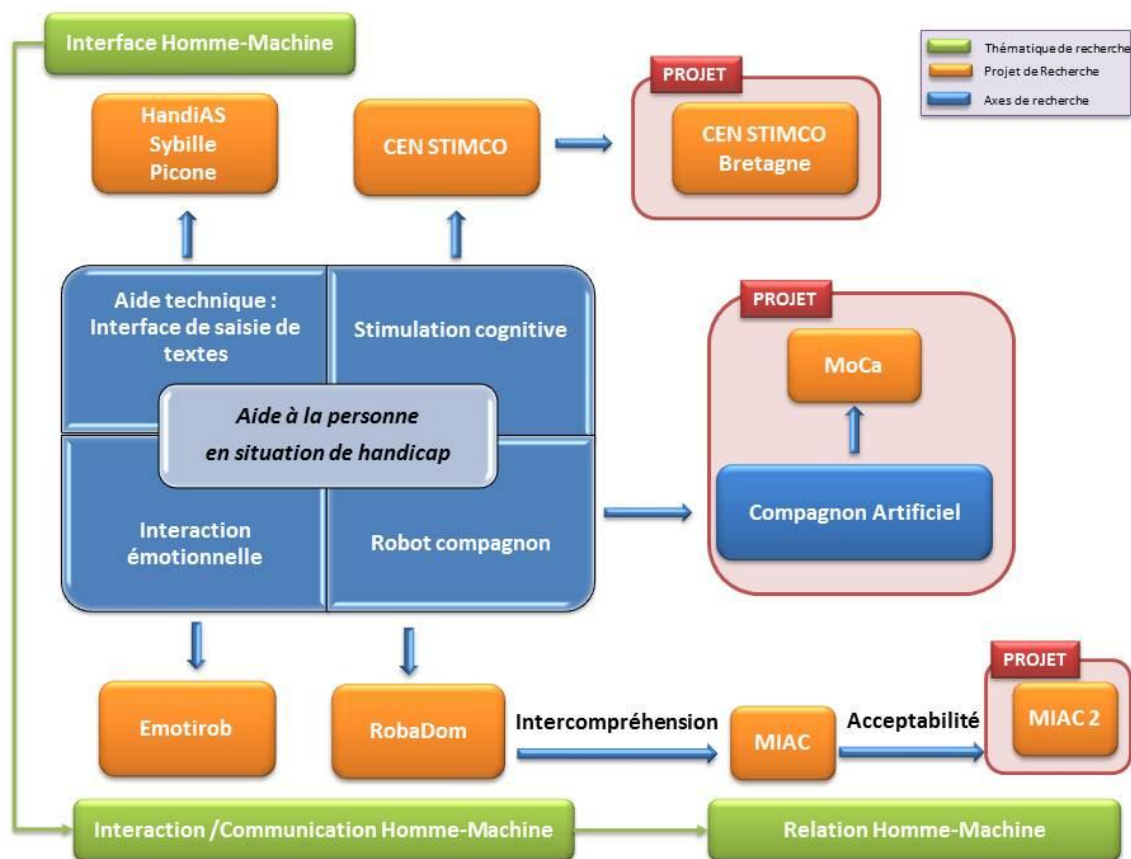 Interface Homme-Machine
Thématique de recherche
Projet de Recherche
Axes de recherche
HandiAS
Sybille
Picone
CEN STIMCO
PROJET
CEN STIMCO
Bretagne
Aide technique :
Interface de saisie de
textes
Stimulation cognitive
Aide à la personne
en situation de handicap
Interaction
émotionnelle
Robot compagnon
PROJET
MoCa
Compagnon Artificiel
Emotirob
RobaDom
Intercompréhension
MIAC
Acceptabilité
PROJET
MIAC 2
Interaction /Communication Homme-Machine
Relation Homme-Machine